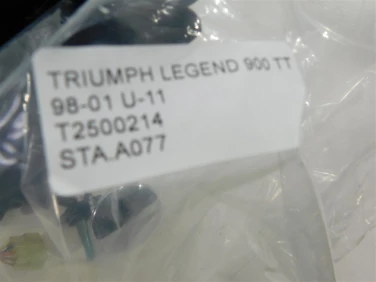 TRIUMPH LEGEND 900 TT
98-01 U-11
T2500214
STA.A077